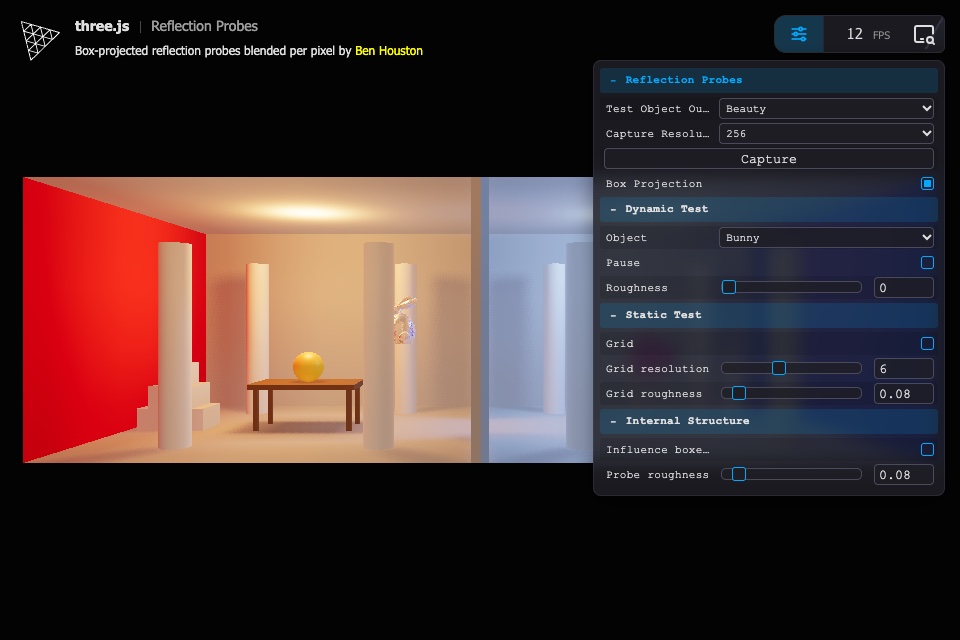 three.js | Reflection Probes
Box-projected reflection probes blended per pixel by Ben Houston
12 FPS
- Reflection Probes
Test Object Ou… Beauty
Capture Resolu… 256
Capture
Box Projection
- Dynamic Test
Object Bunny
Pause
Roughness 0
- Static Test
Grid
Grid resolution 6
Grid roughness 0.08
- Internal Structure
Influence boxe…
Probe roughness 0.08